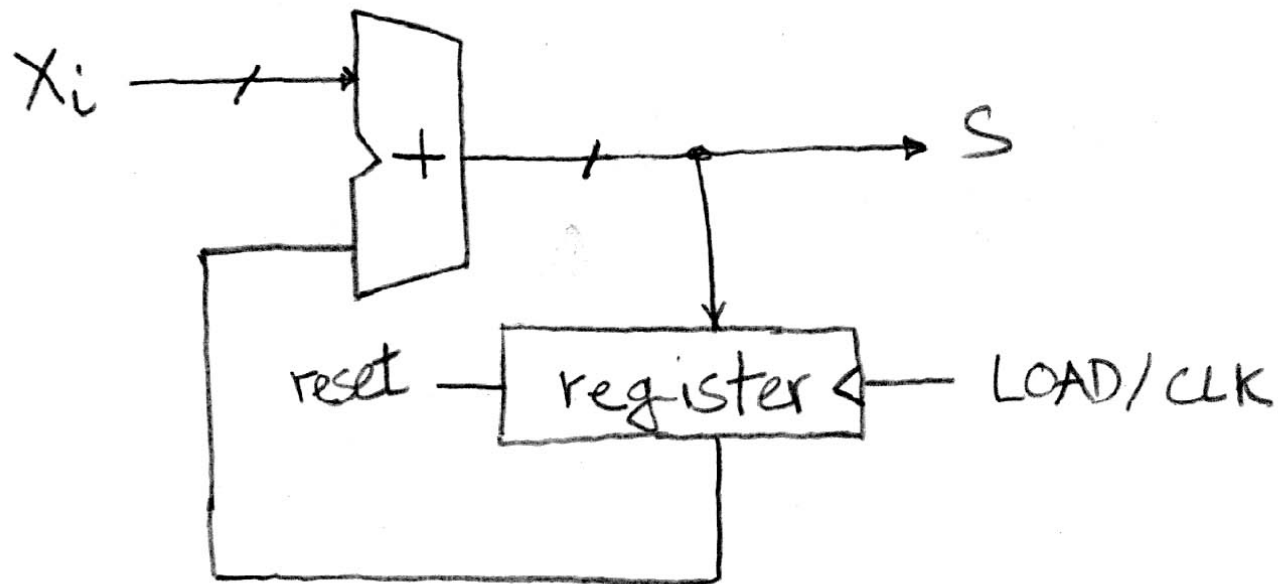 Xi
+
S
reset
register
LOAD/CLK